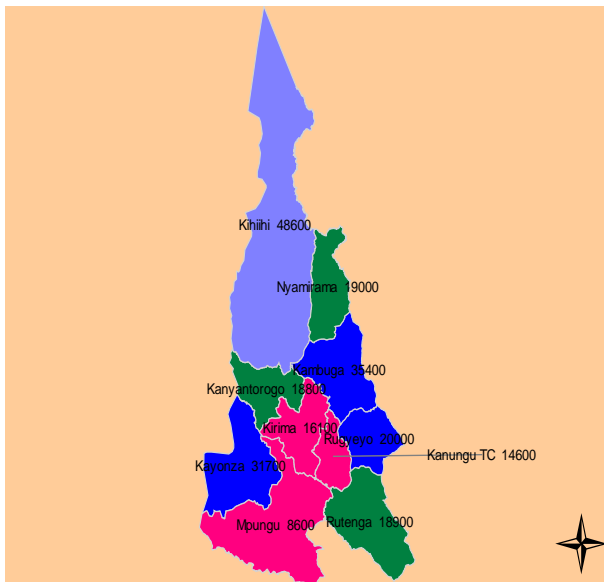 Kihiihi 48600
Nyamirama 19000
Kambuga 35400
Kanyantorogo 18800
Kirima 16100
Rugyeyo 20000
Kanungu TC 14600
Kayonza 31700
Mpungu 8600
Rutenga 18900